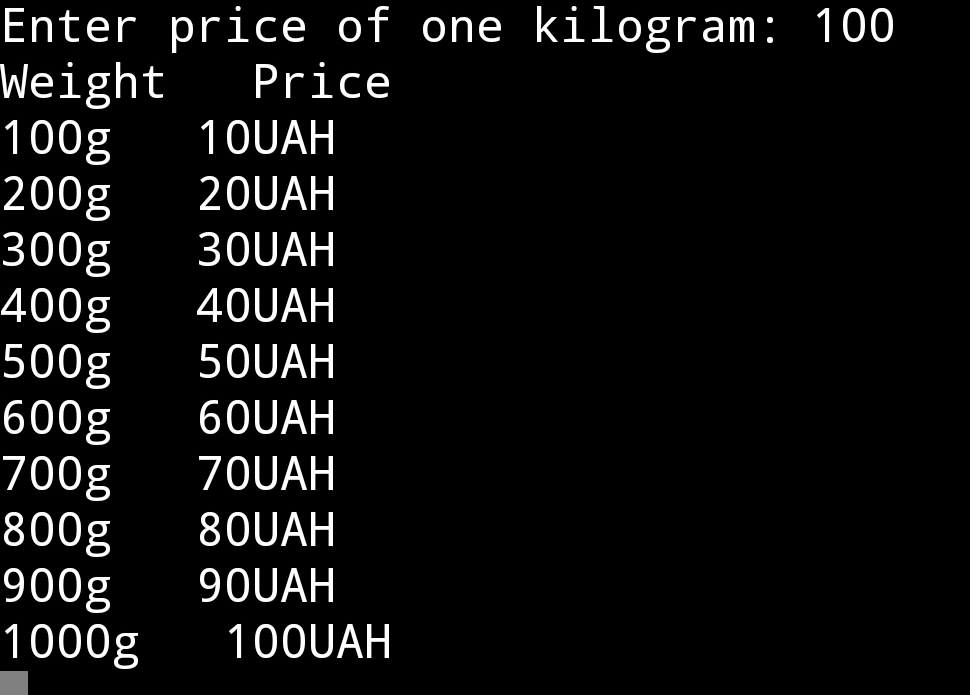 Enter price of one kilogram: 100
Weight   Price
100g   10UAH
200g   20UAH
300g   30UAH
400g   40UAH
500g   50UAH
600g   60UAH
700g   70UAH
800g   80UAH
900g   90UAH
1000g   100UAH